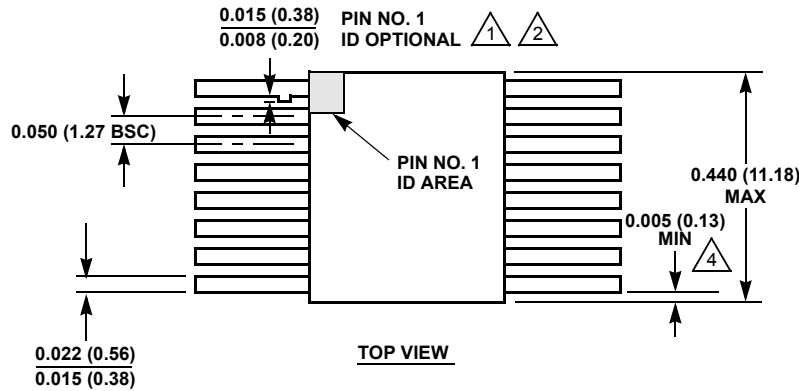 0.015 (0.38)
0.008 (0.20)
PIN NO. 1
ID OPTIONAL
1
2
0.050 (1.27 BSC)
PIN NO. 1
ID AREA
0.440 (11.18)
MAX
0.005 (0.13)
MIN
4
0.022 (0.56)
0.015 (0.38)
TOP VIEW